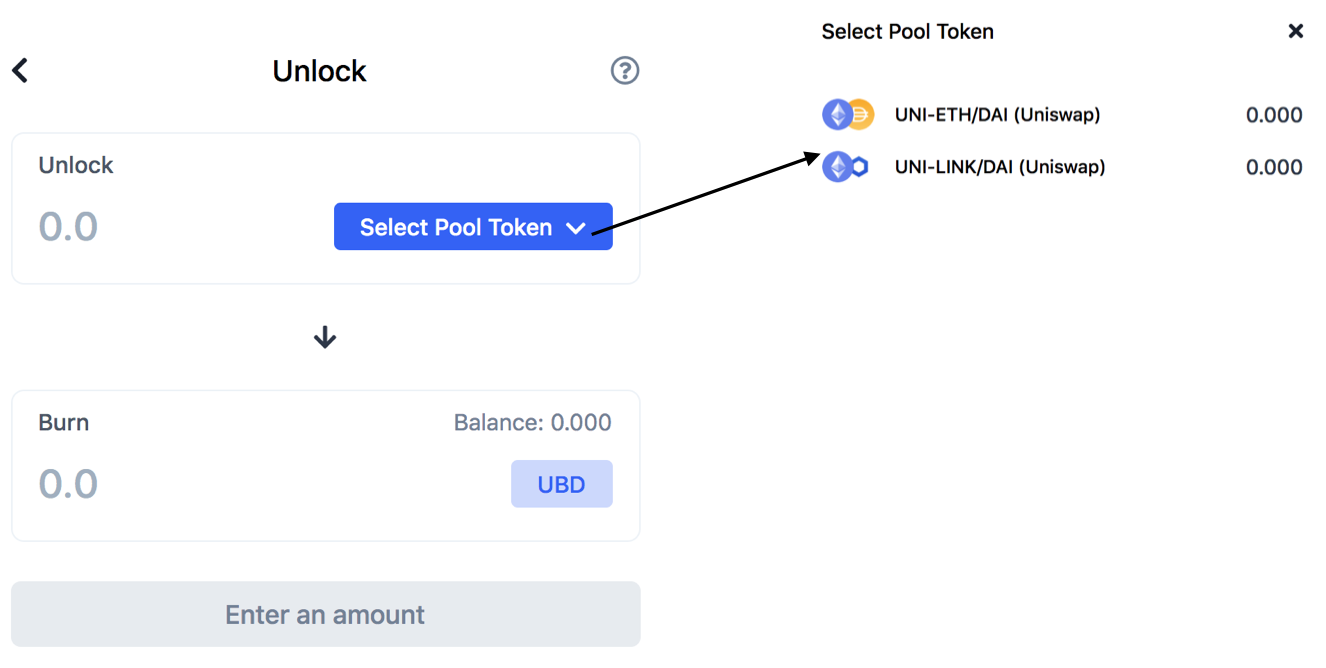 Unlock
Unlock
0.0
Select Pool Token
Burn
Balance: 0.000
0.0
UBD
Enter an amount
Select Pool Token
UNI-ETH/DAI (Uniswap) 0.000
UNI-LINK/DAI (Uniswap) 0.000